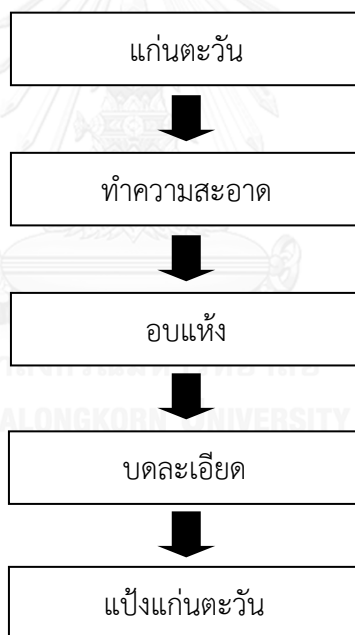 แก่นตะวัน
ทำความสะอาด
อบแห้ง
บดละเอียด
แป้งแก่นตะวัน